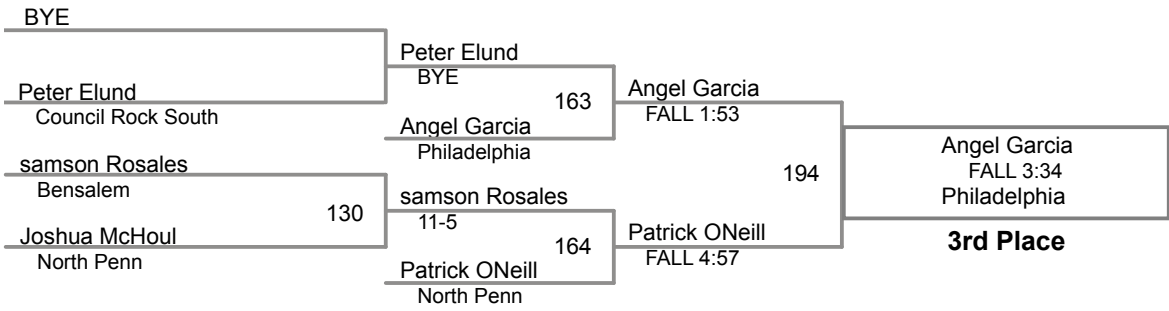 BYE
Peter Elund
Council Rock South
samson Rosales
Bensalem
130
Joshua McHoul
North Penn
Peter Elund
BYE
163
Angel Garcia
Philadelphia
samson Rosales
11-5
164
Patrick ONeill
North Penn
Angel Garcia
FALL 1:53
194
Patrick ONeill
FALL 4:57
Angel Garcia
FALL 3:34
Philadelphia
3rd Place